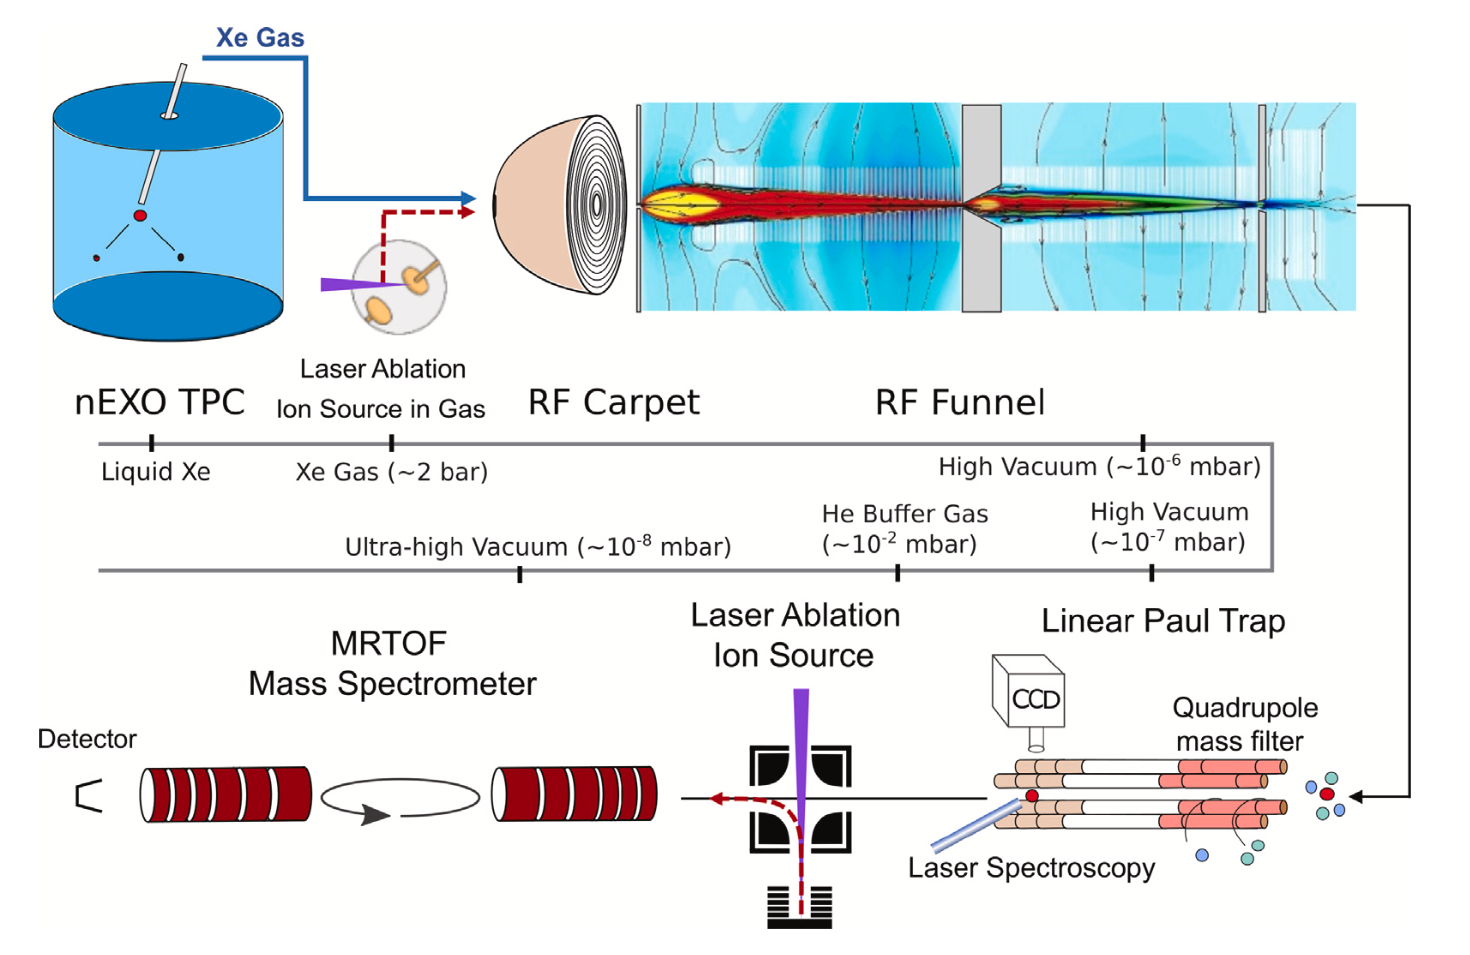 Xe Gas
Laser Ablation
Ion Source in Gas
nEXO TPC
RF Carpet
RF Funnel
Liquid Xe
Xe Gas (~2 bar)
High Vacuum (~10⁻⁶ mbar)
Ultra-high Vacuum (~10⁻⁸ mbar)
He Buffer Gas
(~10⁻² mbar)
High Vacuum
(~10⁻⁷ mbar)
MRTOF
Mass Spectrometer
Laser Ablation
Ion Source
Linear Paul Trap
CCD
Quadrupole
mass filter
Detector
Laser Spectroscopy